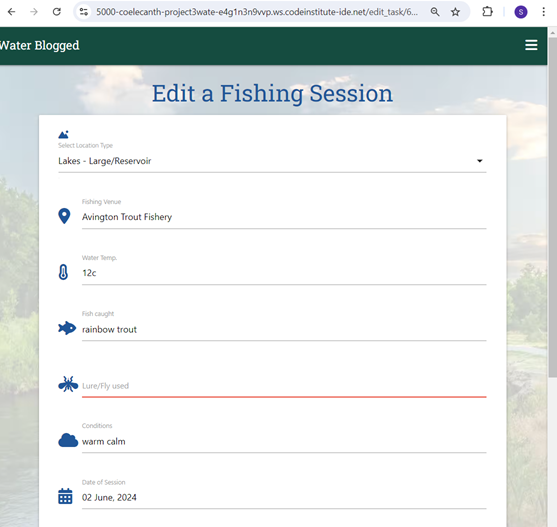 5000-coelecanth-project3wate-e4g1n3n9vvp.ws.codeinstitute-ide.net/edit_task/6...
Water Blogged
Edit a Fishing Session
Select Location Type
Lakes - Large/Reservoir
Fishing Venue
Avington Trout Fishery
Water Temp.
12c
Fish caught
rainbow trout
Lure/Fly used
Conditions
warm calm
Date of Session
02 June, 2024